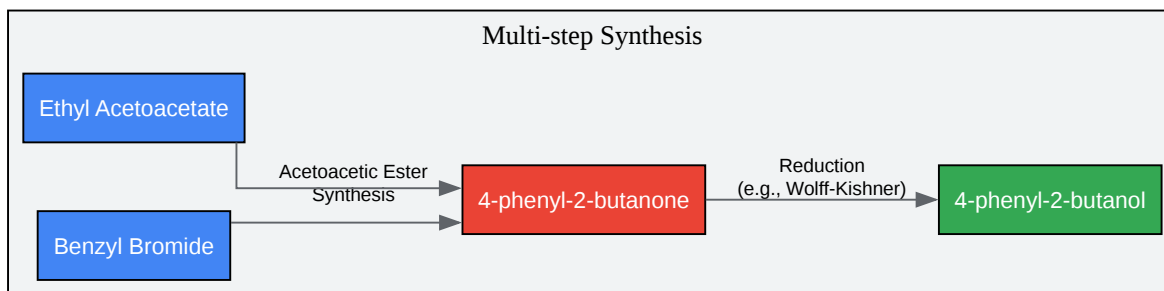 Multi-step Synthesis
Ethyl Acetoacetate
Acetoacetic Ester
Synthesis
Benzyl Bromide
4-phenyl-2-butanone
Reduction
(e.g., Wolff-Kishner)
4-phenyl-2-butanol